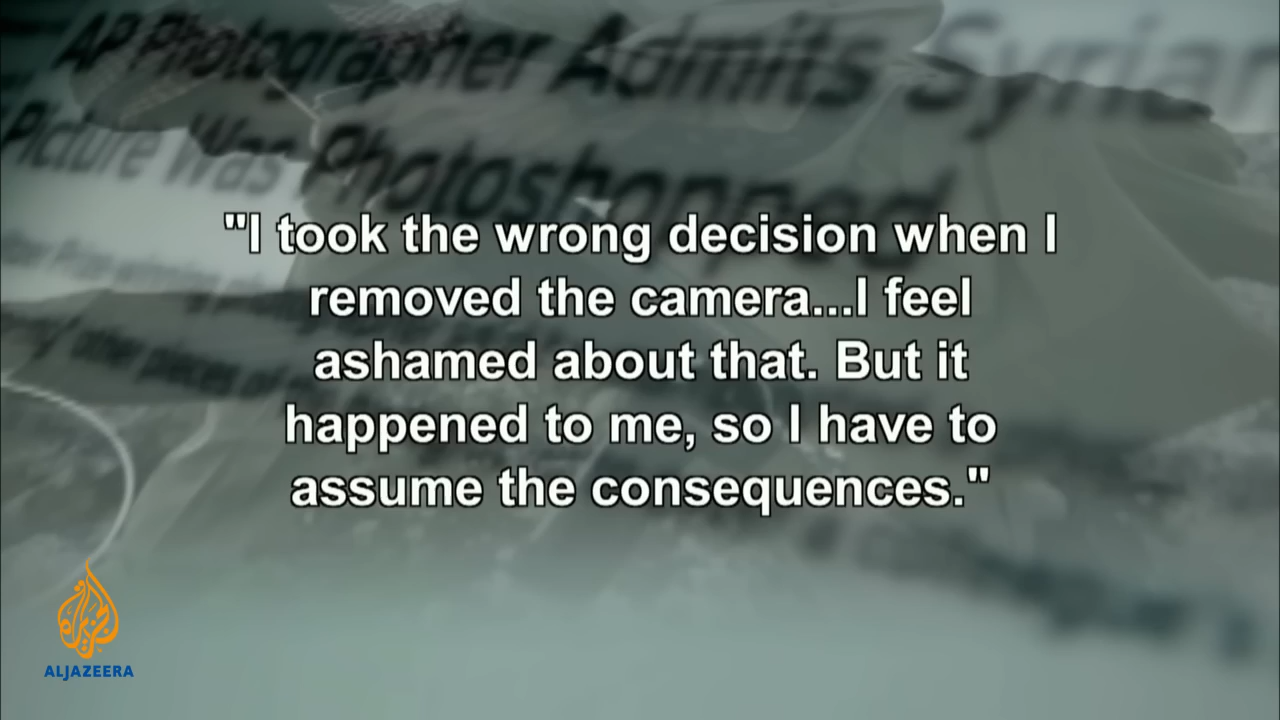 AP Photographer Admits Syrian
Picture Was Photoshopped
"I took the wrong decision when I
removed the camera...I feel
ashamed about that. But it
happened to me, so I have to
assume the consequences."
ALJAZEERA